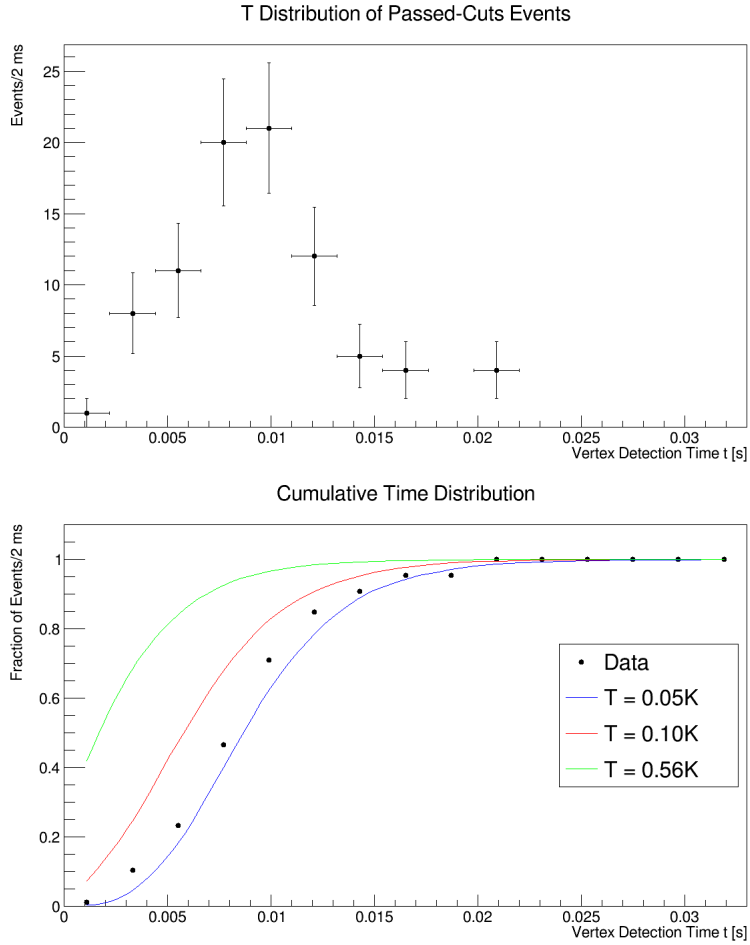 T Distribution of Passed-Cuts Events
Events/2 ms
25
20
15
10
5
0
0 0.005 0.01 0.015 0.02 0.025 0.03
Vertex Detection Time t [s]
Cumulative Time Distribution
Fraction of Events/2 ms
1
0.8
0.6
0.4
0.2
0
Data
T = 0.05K
T = 0.10K
T = 0.56K
0 0.005 0.01 0.015 0.02 0.025 0.03
Vertex Detection Time t [s]